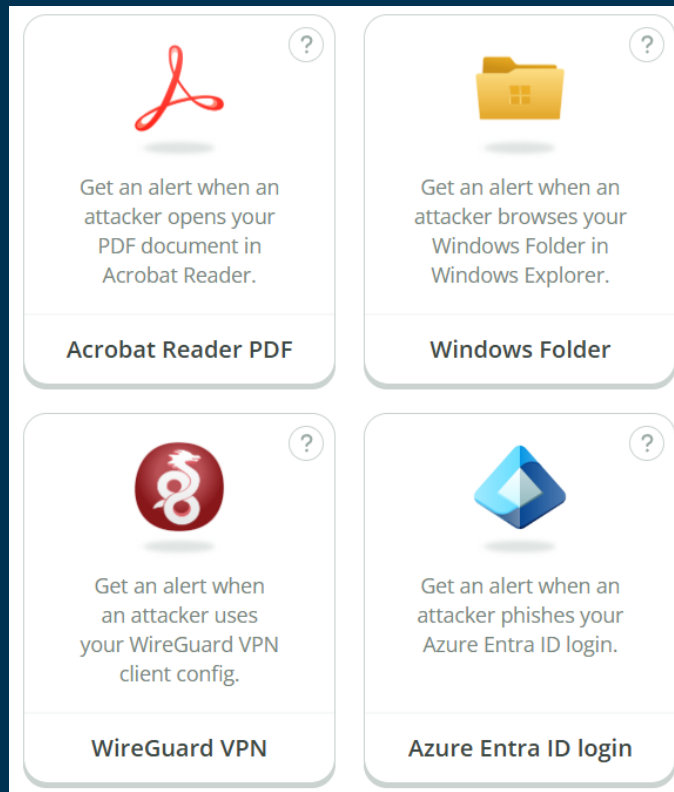 ?
Get an alert when an
attacker opens your
PDF document in
Acrobat Reader.
Acrobat Reader PDF
?
Get an alert when an
attacker browses your
Windows Folder in
Windows Explorer.
Windows Folder
?
Get an alert when
an attacker uses
your WireGuard VPN
client config.
WireGuard VPN
?
Get an alert when an
attacker phishes your
Azure Entra ID login.
Azure Entra ID login